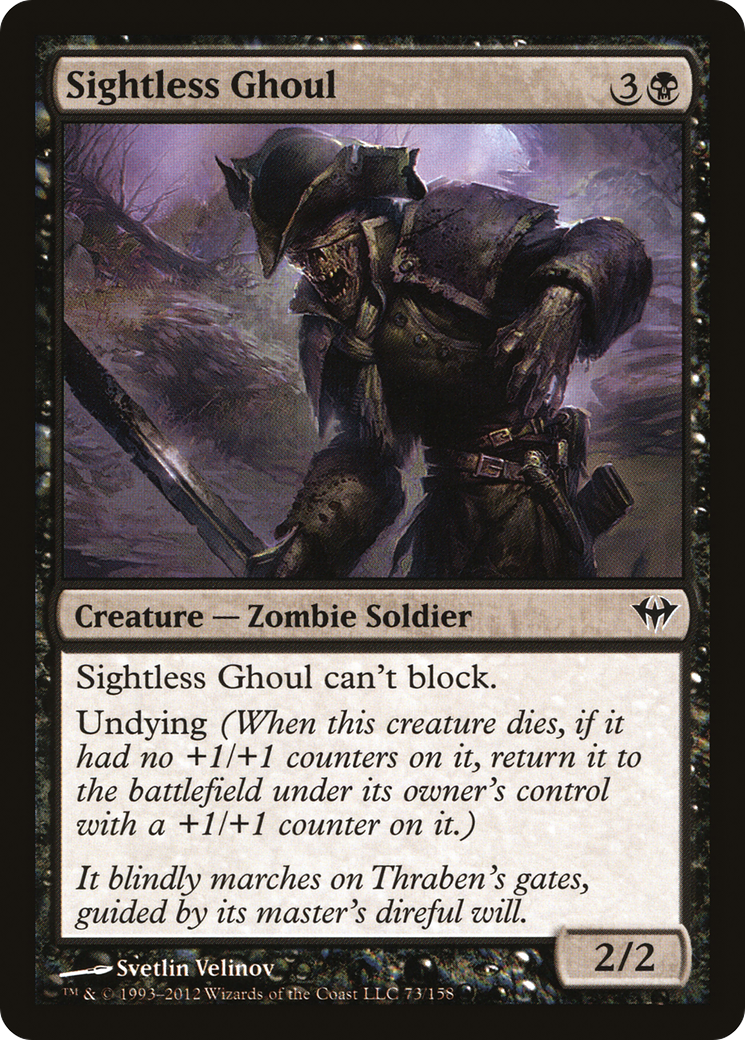 Sightless Ghoul 3
Creature — Zombie Soldier
Sightless Ghoul can't block.
Undying (When this creature dies, if it
had no +1/+1 counters on it, return it to
the battlefield under its owner's control
with a +1/+1 counter on it.)
It blindly marches on Thraben's gates,
guided by its master's direful will.
2/2
Svetlin Velinov
™ & © 1993–2012 Wizards of the Coast LLC 73/158